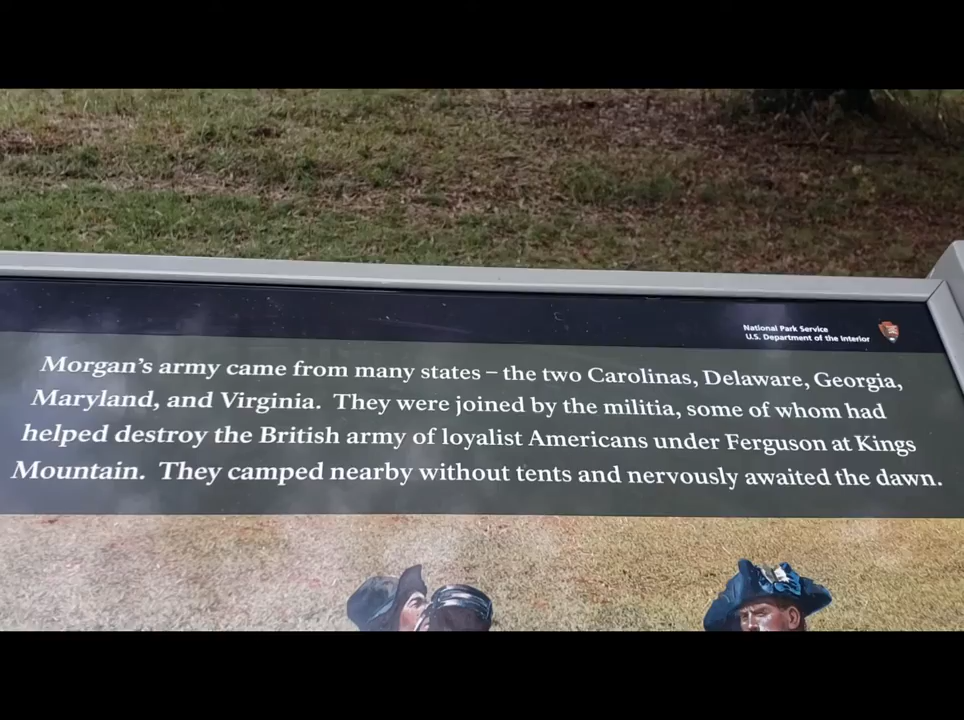 National Park Service
U.S. Department of the Interior
Morgan's army came from many states – the two Carolinas, Delaware, Georgia,
Maryland, and Virginia. They were joined by the militia, some of whom had
helped destroy the British army of loyalist Americans under Ferguson at Kings
Mountain. They camped nearby without tents and nervously awaited the dawn.